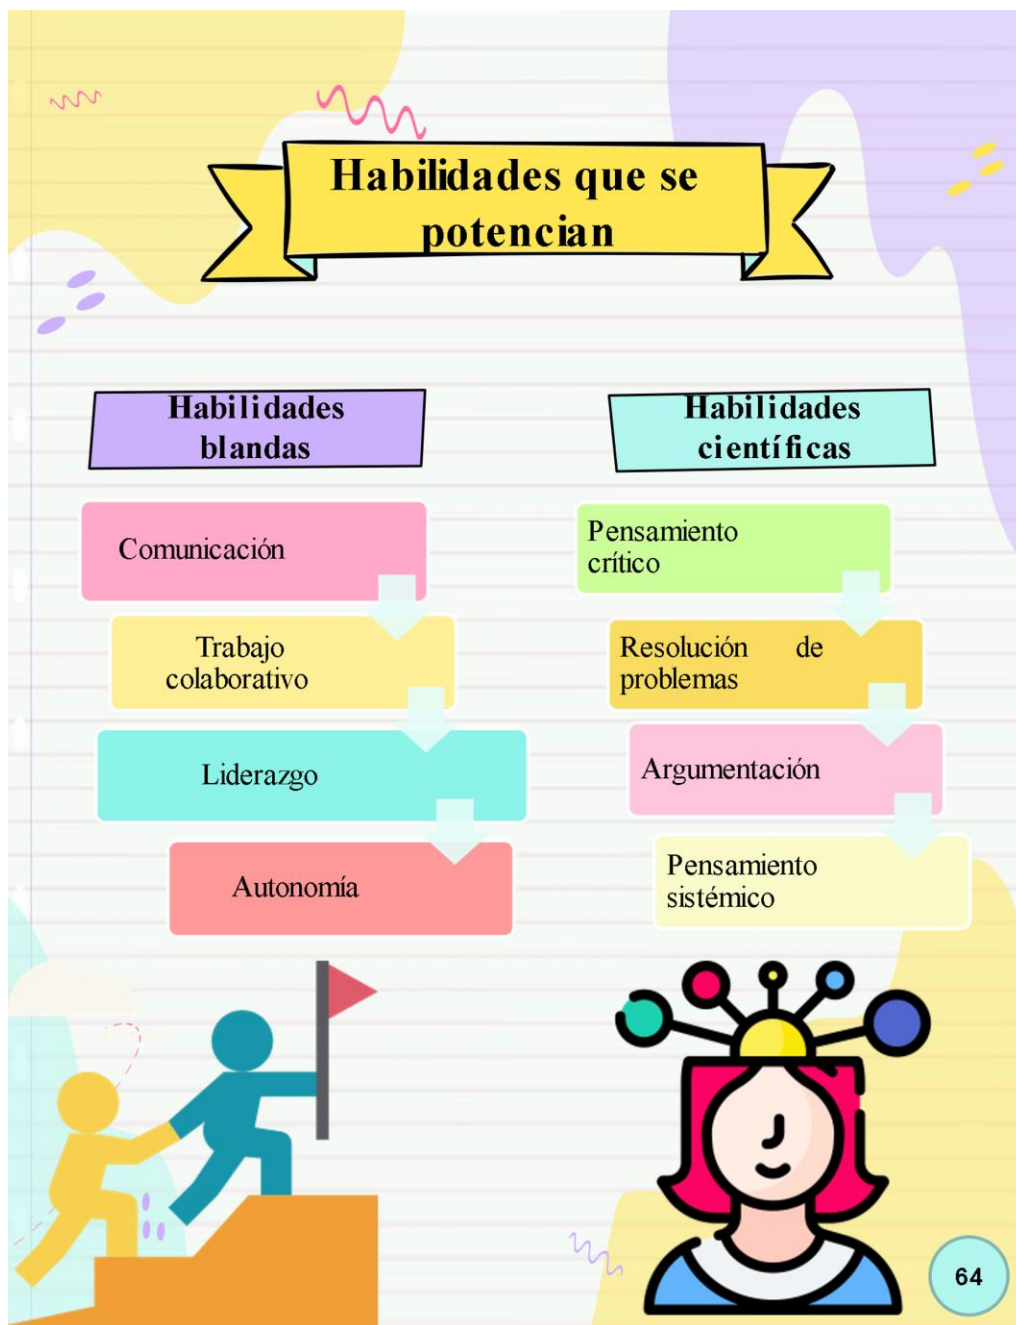 Habilidades que se
potencian
Habilidades
blandas
Comunicación
Trabajo
colaborativo
Liderazgo
Autonomía
Habilidades
científicas
Pensamiento
crítico
Resolución de
problemas
Argumentación
Pensamiento
sistémico
64